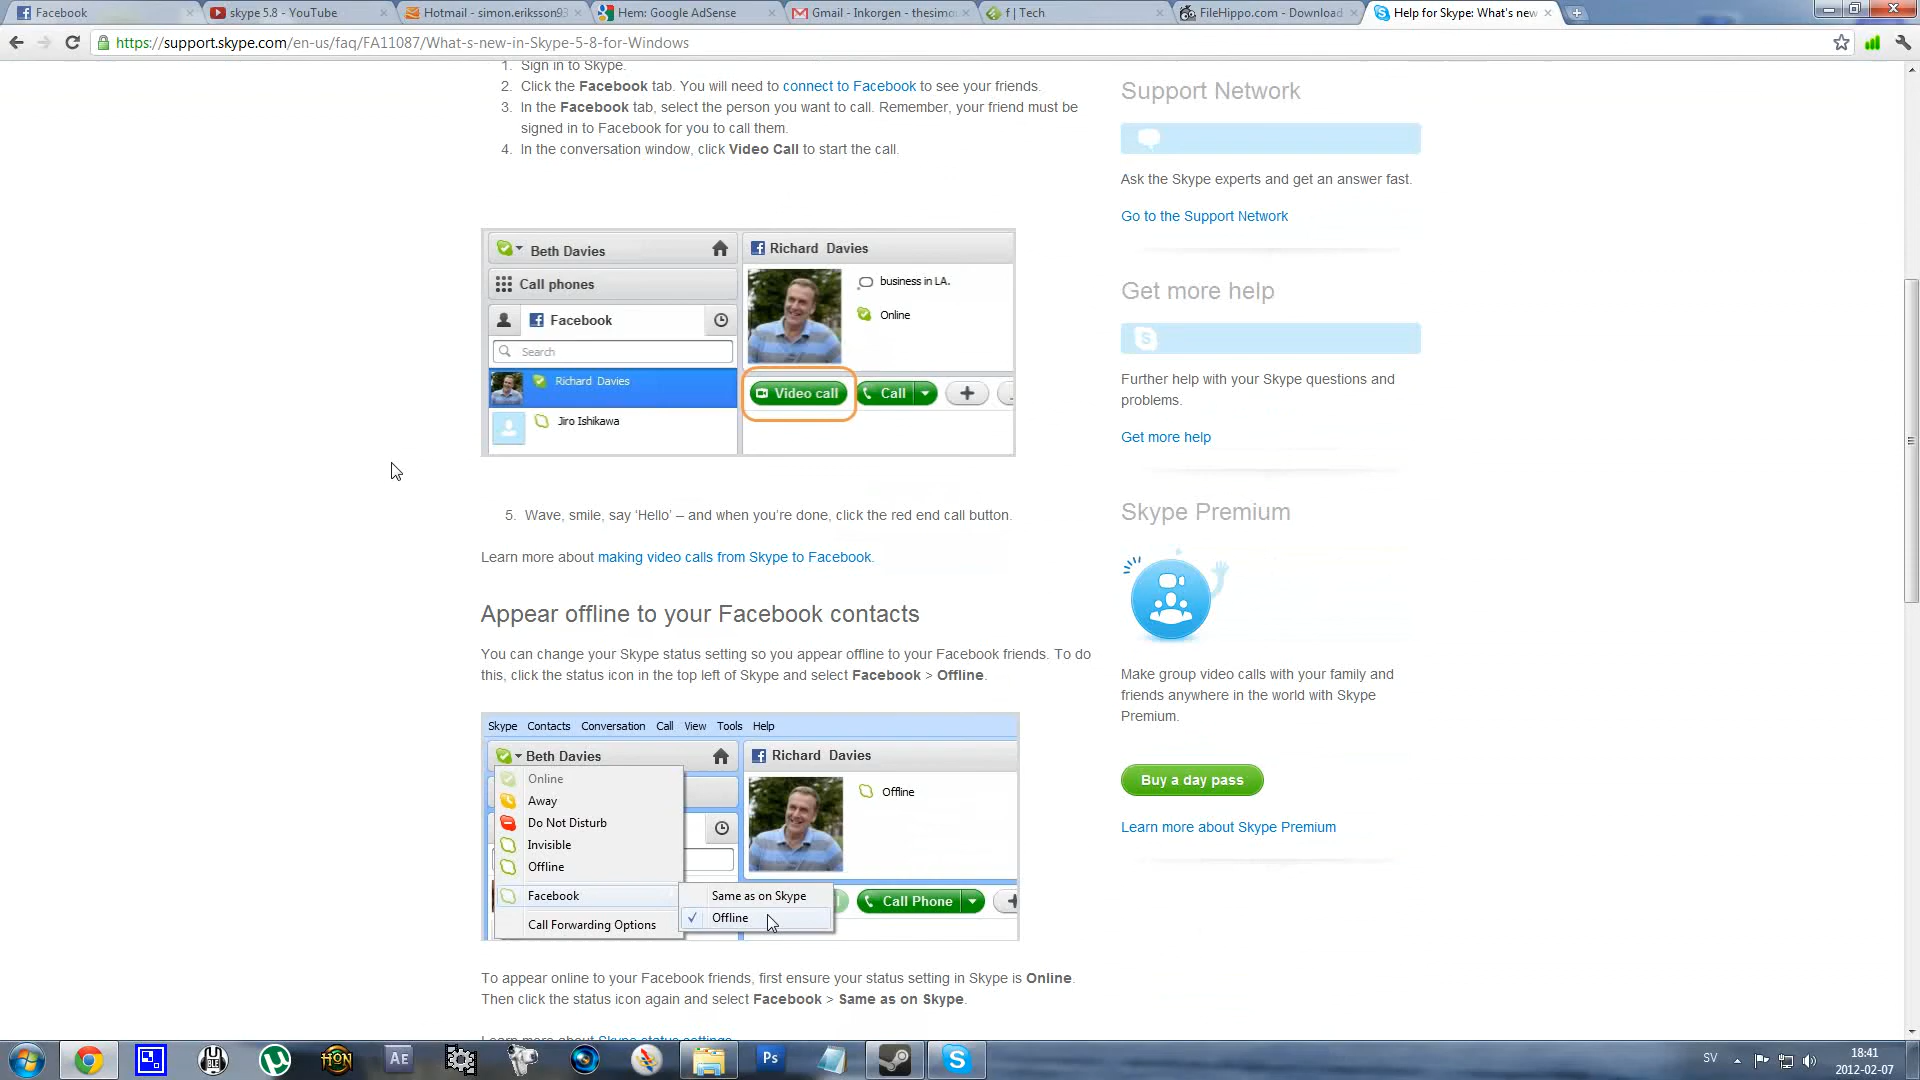 Facebook
skype 5.8 - YouTube
Hotmail - simon.eriksson93
Hem: Google AdSense
Gmail - Inkorgen - thesimo
f | Tech
FileHippo.com - Download
Help for Skype: What's new
https://support.skype.com/en-us/faq/FA11087/What-s-new-in-Skype-5-8-for-Windows
1. Sign in to Skype.
2. Click the Facebook tab. You will need to connect to Facebook to see your friends.
3. In the Facebook tab, select the person you want to call. Remember, your friend must be
signed in to Facebook for you to call them.
4. In the conversation window, click Video Call to start the call.
Beth Davies
Call phones
Facebook
Search
Richard Davies
Jiro Ishikawa
Richard Davies
business in LA.
Online
Video call
Call
5. Wave, smile, say ‘Hello’ – and when you're done, click the red end call button.
Learn more about making video calls from Skype to Facebook.
Appear offline to your Facebook contacts
You can change your Skype status setting so you appear offline to your Facebook friends. To do
this, click the status icon in the top left of Skype and select Facebook > Offline.
Skype Contacts Conversation Call View Tools Help
Beth Davies
Online
Away
Do Not Disturb
Invisible
Offline
Facebook
Call Forwarding Options
Same as on Skype
Offline
Richard Davies
Offline
Call Phone
To appear online to your Facebook friends, first ensure your status setting in Skype is Online.
Then click the status icon again and select Facebook > Same as on Skype.
Learn more about Skype status settings
Support Network
Ask the Skype experts and get an answer fast.
Go to the Support Network
Get more help
Further help with your Skype questions and
problems.
Get more help
Skype Premium
Make group video calls with your family and
friends anywhere in the world with Skype
Premium.
Buy a day pass
Learn more about Skype Premium
HON
AE
Ps
SV
18:41
2012-02-07